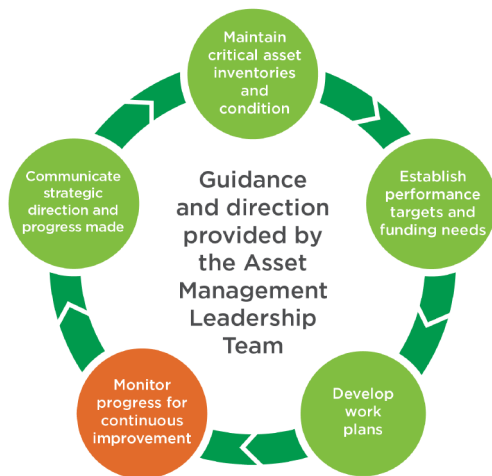 Maintain
critical asset
inventories
and
condition
Establish
performance
targets and
funding needs
Develop
work
plans
Monitor
progress for
continuous
improvement
Communicate
strategic
direction and
progress made
Guidance
and direction
provided by
the Asset
Management
Leadership
Team